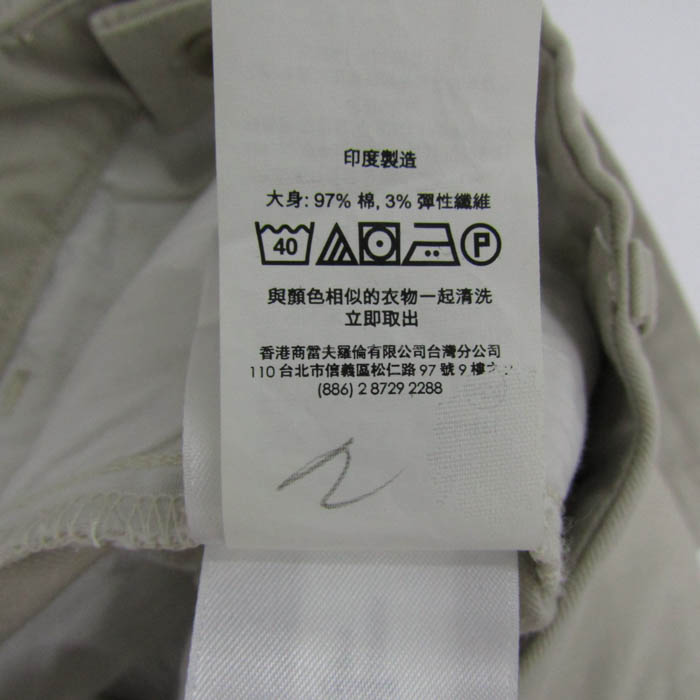 印度製造
大身: 97% 棉, 3% 彈性纖維
40 P
與顏色相似的衣物一起清洗
立即取出
香港商雷夫羅倫有限公司台灣分公司
110 台北市信義區松仁路 97 號 9 樓之
(886) 2 8729 2288